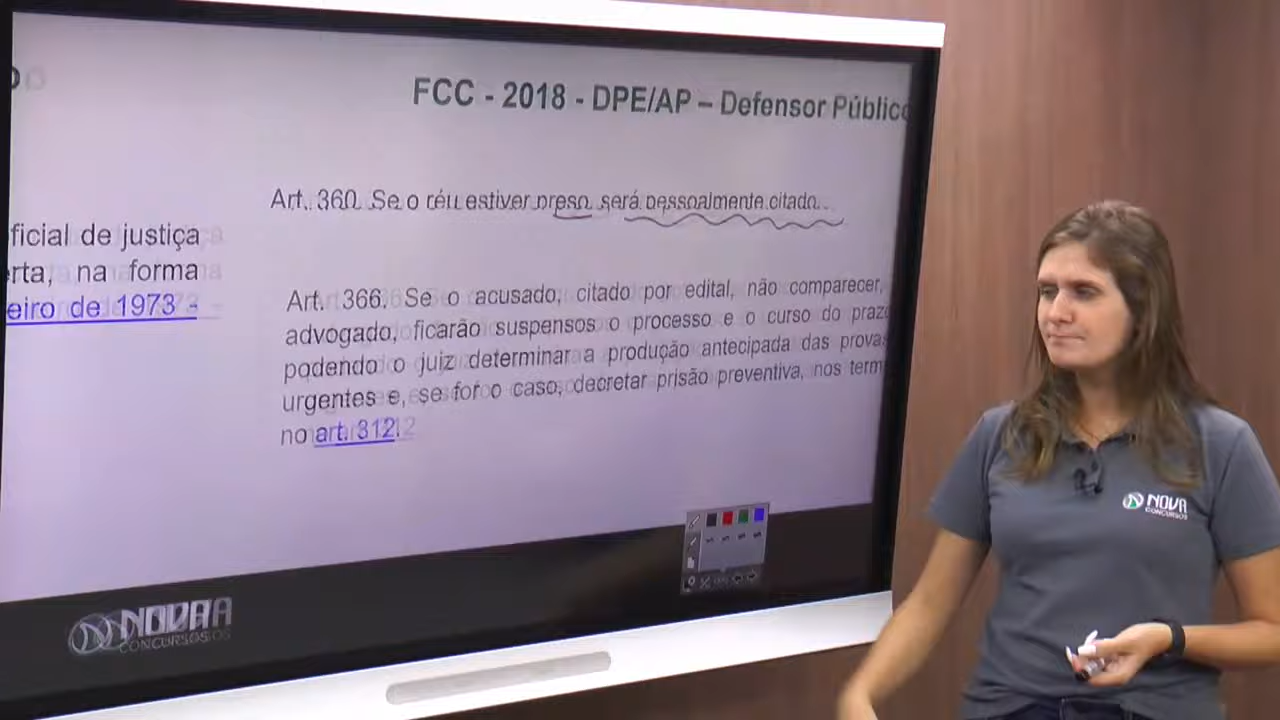 FCC - 2018 - DPE/AP – Defensor Público
Art. 360. Se o réu estiver preso, será pessoalmente citado.
ficial de justiça
erta, na forma
eiro de 1973
Art. 366. Se o acusado, citado por edital, não comparecer,
advogado, ficarão suspensos o processo e o curso do prazo
podendo o juiz determinar a produção antecipada das provas
urgentes e, se for o caso, decretar prisão preventiva, nos term
no art. 312.
NOVA
CONCURSOS
NOVA
CONCURSOS